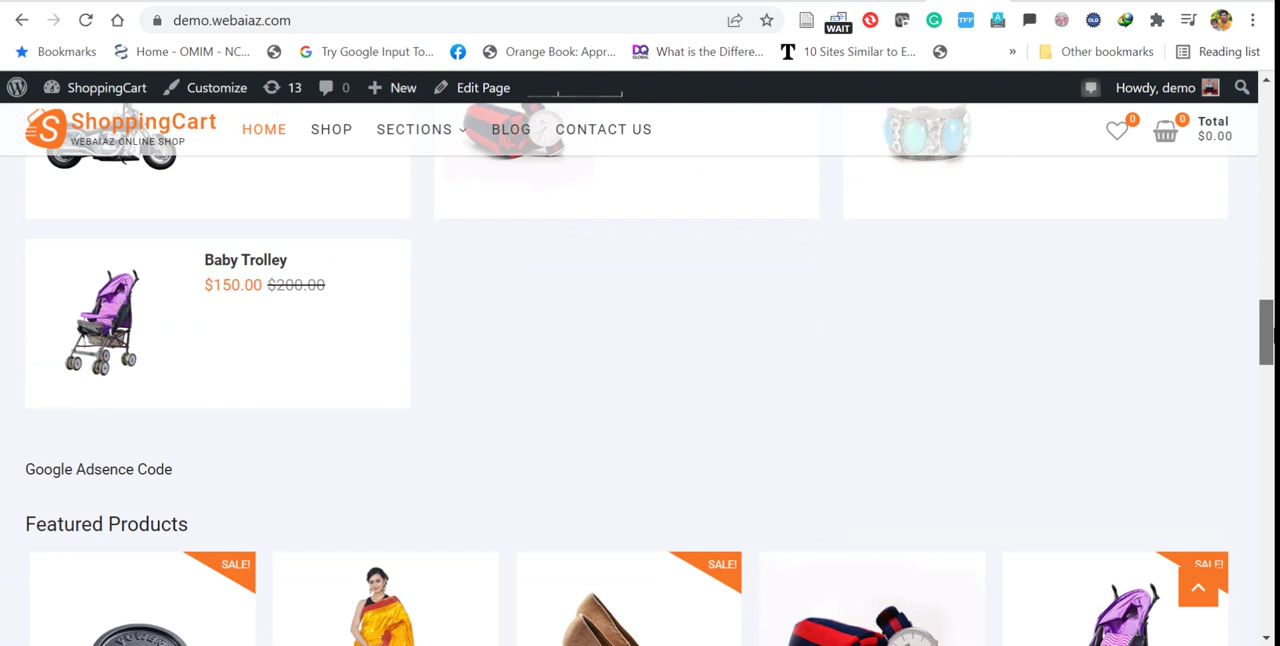 demo.webaiaz.com
WAIT
TFF
OLD
Bookmarks
Home - OMIM - NC...
Try Google Input To...
Orange Book: Appr...
What is the Differe...
10 Sites Similar to E...
»
Other bookmarks
Reading list
ShoppingCart
Customize
13
0
New
Edit Page
Howdy, demo
ShoppingCart
WEBAIAZ ONLINE SHOP
HOME
SHOP
SECTIONS
BLOG
CONTACT US
0
0
Total
$0.00
Baby Trolley
$150.00 $200.00
Google Adsence Code
Featured Products
SALE!
SALE!
SALE!